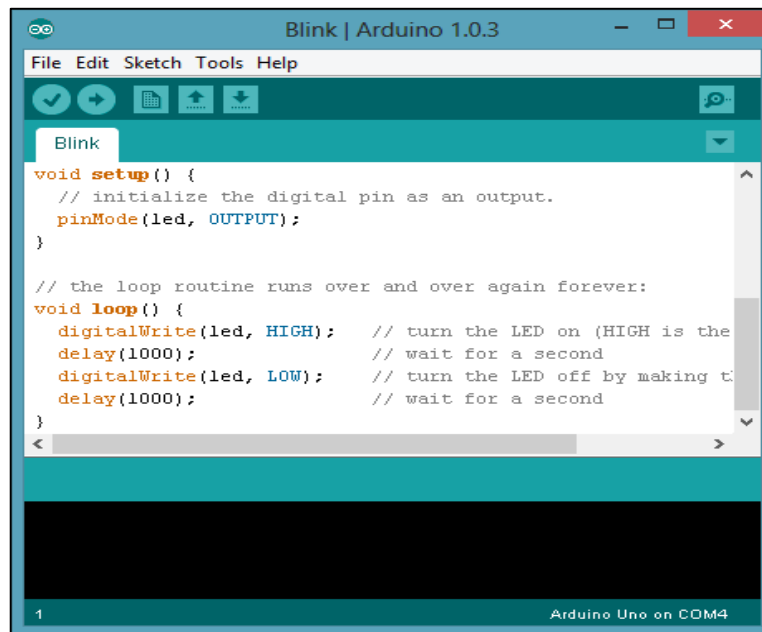 Blink | Arduino 1.0.3
File Edit Sketch Tools Help
Blink
void setup() {
  // initialize the digital pin as an output.
  pinMode(led, OUTPUT);
}

// the loop routine runs over and over again forever:
void loop() {
  digitalWrite(led, HIGH);   // turn the LED on (HIGH is the
  delay(1000);               // wait for a second
  digitalWrite(led, LOW);    // turn the LED off by making t
  delay(1000);               // wait for a second
}
1 Arduino Uno on COM4